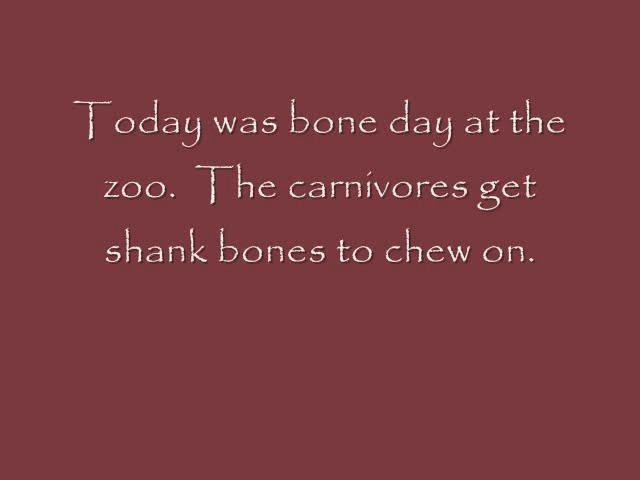 Today was bone day at the
zoo.  The carnivores get
shank bones to chew on.